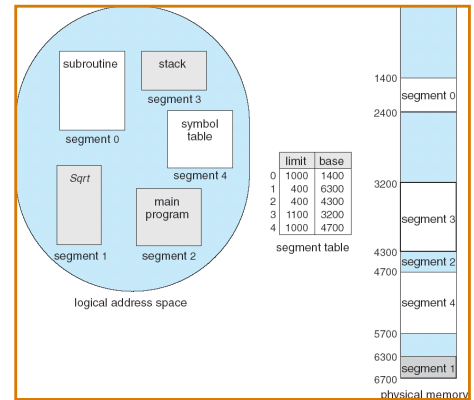 subroutine
segment 0
stack
segment 3
symbol
table
segment 4
Sqrt
segment 1
main
program
segment 2
logical address space
limit base
0 1000 1400
1 400 6300
2 400 4300
3 1100 3200
4 1000 4700
segment table
1400
segment 0
2400
3200
segment 3
4300
segment 2
4700
segment 4
5700
6300
segment 1
6700
physical memory